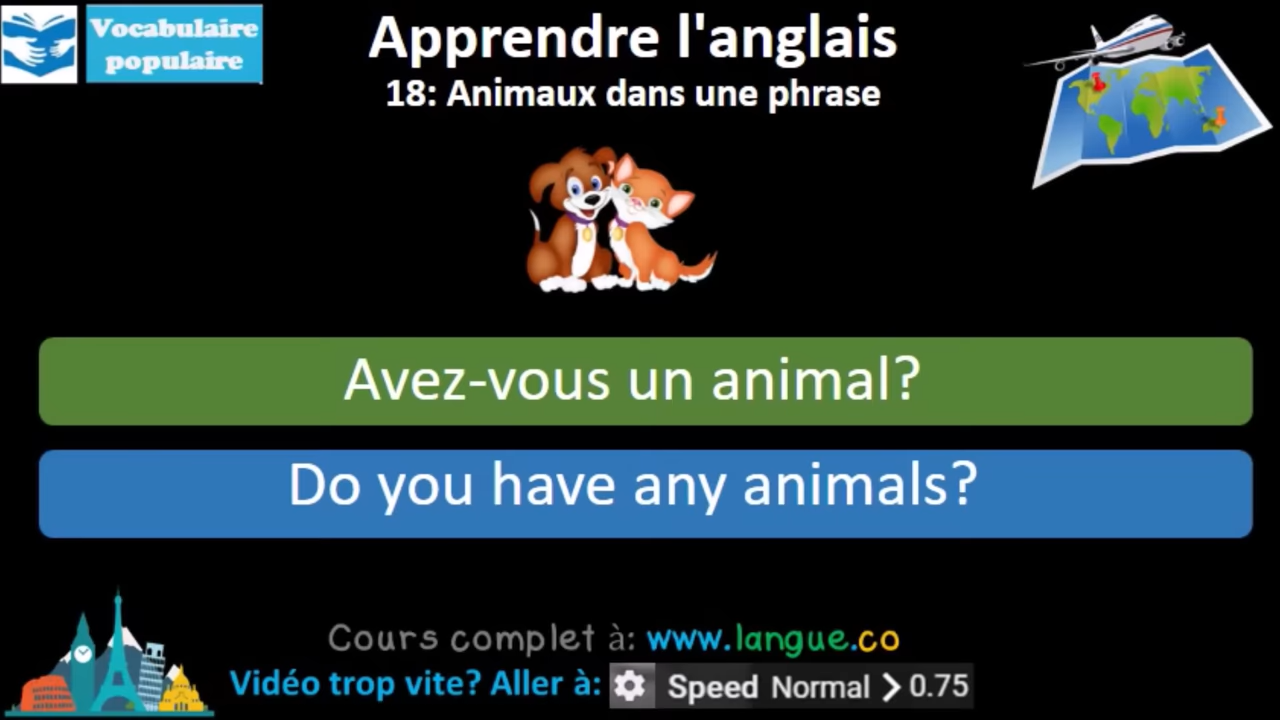 Vocabulaire
populaire
Apprendre l'anglais
18: Animaux dans une phrase
Avez-vous un animal?
Do you have any animals?
Cours complet à: www.langue.co
Vidéo trop vite? Aller à: Speed Normal > 0.75